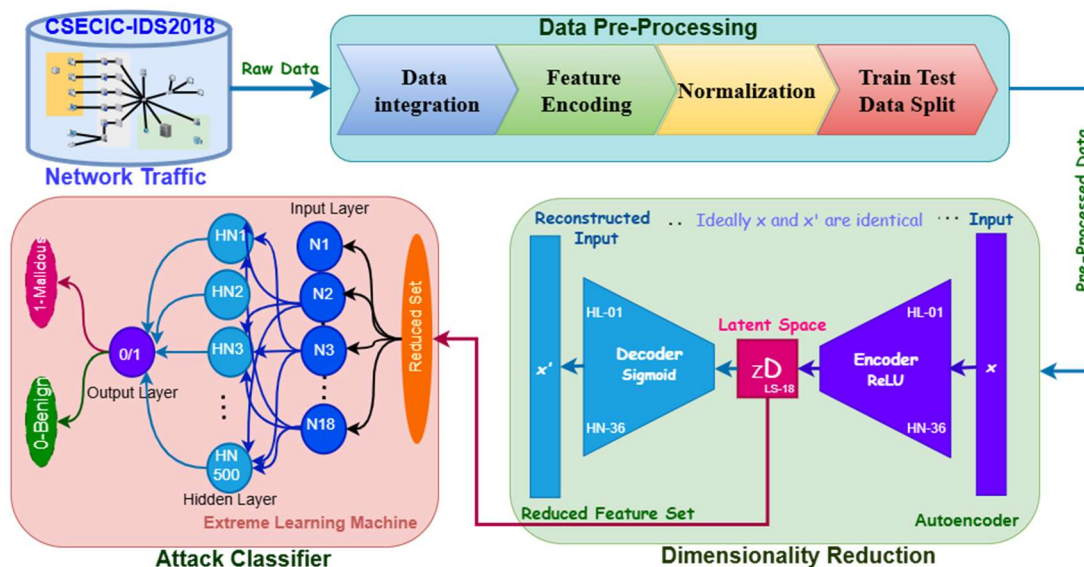 CSECIC-IDS2018
Network Traffic
Raw Data
Data Pre-Processing
Data
integration
Feature
Encoding
Normalization
Train Test
Data Split
Pre-Processed Data
Input Layer
N1
N2
N3
N18
HN1
HN2
HN3
HN
500
Hidden Layer
0/1
Output Layer
1-Malidous
0-Benign
Reduced Set
Extreme Learning Machine
Attack Classifier
Reconstructed
Input
.. Ideally x and x' are identical ...
Input
x'
HL-01
Decoder
Sigmoid
HN-36
Latent Space
zD
LS-18
HL-01
Encoder
ReLU
HN-36
x
Reduced Feature Set
Autoencoder
Dimensionality Reduction